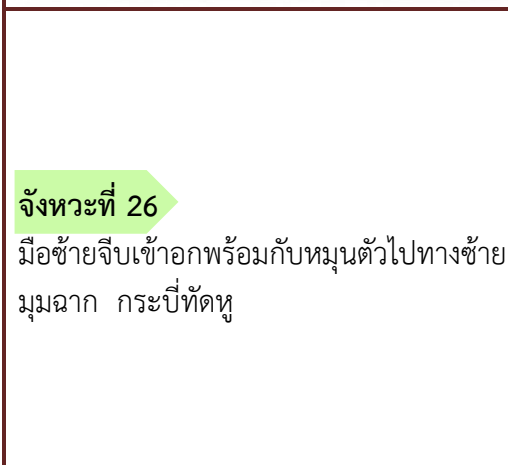 จังหวะที่ 26
มือซ้ายจีบเข้าอกพร้อมกับหมุนตัวไปทางซ้าย
มุมฉาก กระบี่ทัดหู